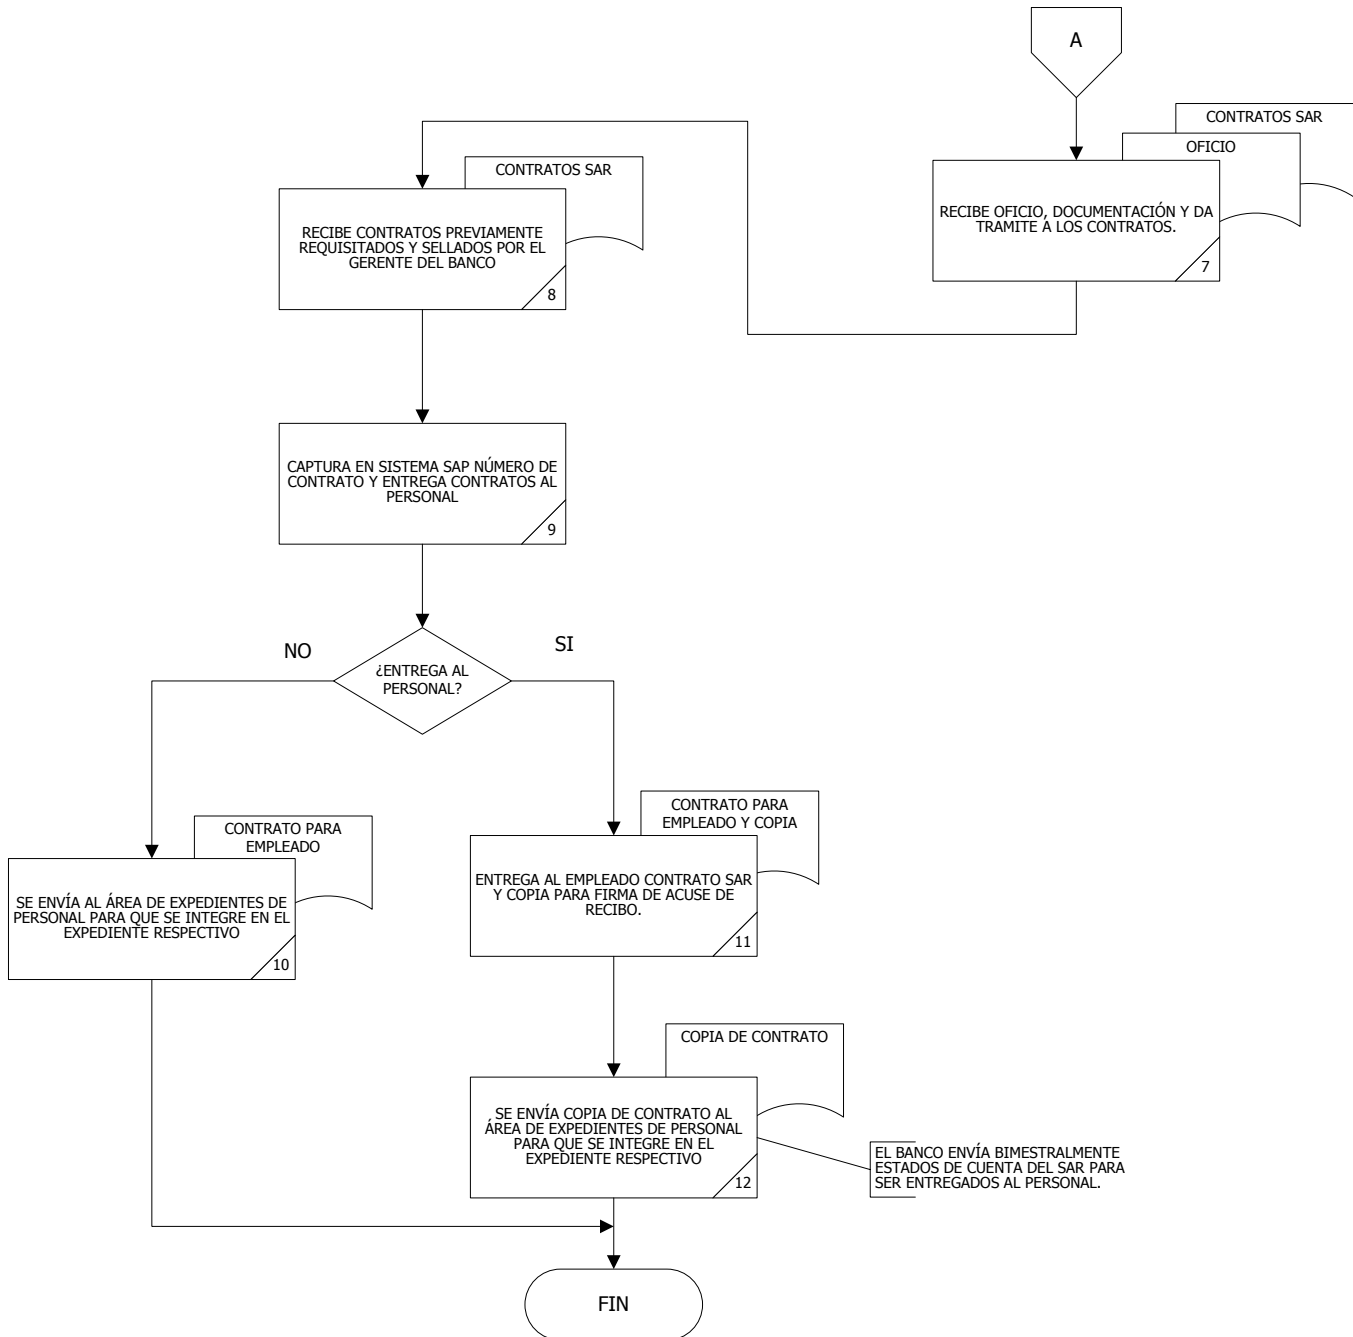 A
CONTRATOS SAR
OFICIO
RECIBE OFICIO, DOCUMENTACIÓN Y DA
TRAMITE A LOS CONTRATOS.
7
CONTRATOS SAR
RECIBE CONTRATOS PREVIAMENTE
REQUISITADOS Y SELLADOS POR EL
GERENTE DEL BANCO
8
CAPTURA EN SISTEMA SAP NÚMERO DE
CONTRATO Y ENTREGA CONTRATOS AL
PERSONAL
9
NO
SI
¿ENTREGA AL
PERSONAL?
CONTRATO PARA
EMPLEADO
SE ENVÍA AL ÁREA DE EXPEDIENTES DE
PERSONAL PARA QUE SE INTEGRE EN EL
EXPEDIENTE RESPECTIVO
10
CONTRATO PARA
EMPLEADO Y COPIA
ENTREGA AL EMPLEADO CONTRATO SAR
Y COPIA PARA FIRMA DE ACUSE DE
RECIBO.
11
COPIA DE CONTRATO
SE ENVÍA COPIA DE CONTRATO AL
ÁREA DE EXPEDIENTES DE PERSONAL
PARA QUE SE INTEGRE EN EL
EXPEDIENTE RESPECTIVO
12
EL BANCO ENVÍA BIMESTRALMENTE
ESTADOS DE CUENTA DEL SAR PARA
SER ENTREGADOS AL PERSONAL.
FIN